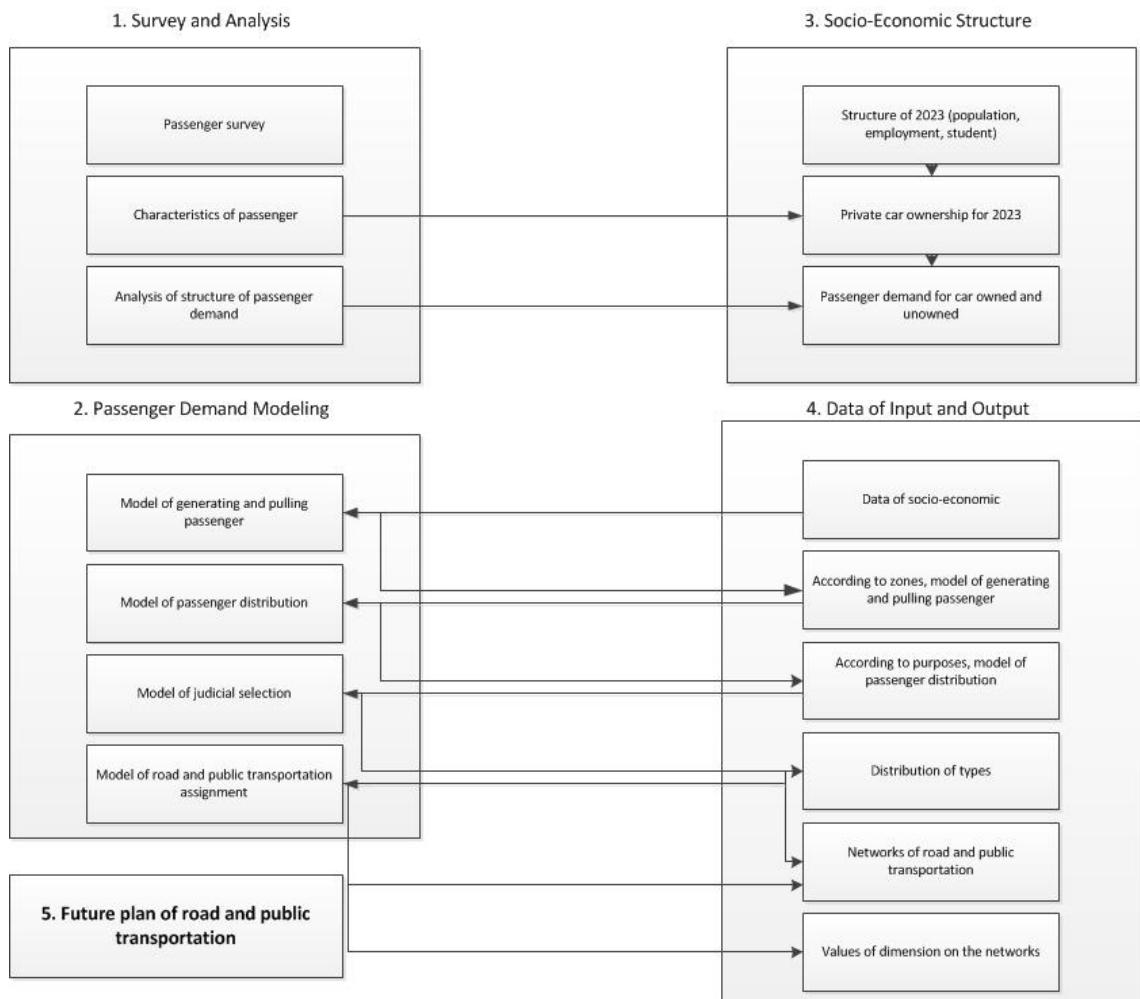 1. Survey and Analysis
Passenger survey
Characteristics of passenger
Analysis of structure of passenger
demand
3. Socio-Economic Structure
Structure of 2023 (population,
employment, student)
Private car ownership for 2023
Passenger demand for car owned and
unowned
2. Passenger Demand Modeling
Model of generating and pulling
passenger
Model of passenger distribution
Model of judicial selection
Model of road and public transportation
assignment
4. Data of Input and Output
Data of socio-economic
According to zones, model of generating
and pulling passenger
According to purposes, model of
passenger distribution
Distribution of types
Networks of road and public
transportation
Values of dimension on the networks
5. Future plan of road and public
transportation